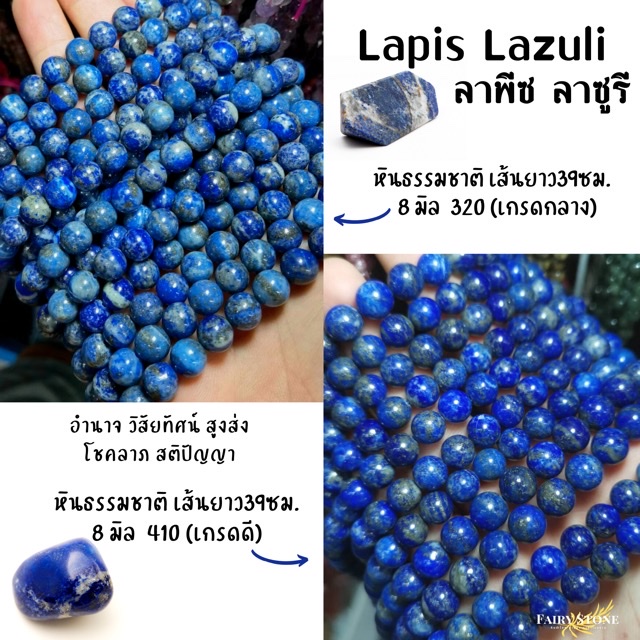 Lapis Lazuli
ลาพีช ลาซูรี
หินธรรมชาติ เส้นยาว39ซม.
8 มิล 320 (เกรดกลาง)
อำนาจ วิสัยทัศน์ สูงส่ง
โชคลาภ สติปัญญา
หินธรรมชาติ เส้นยาว39ซม.
8 มิล 410 (เกรดดี)
FAIRY STONE